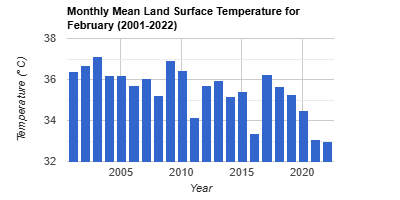 Monthly Mean Land Surface Temperature for
February (2001-2022)
38
36
34
32
Temperature (° C)
2005 2010 2015 2020
Year